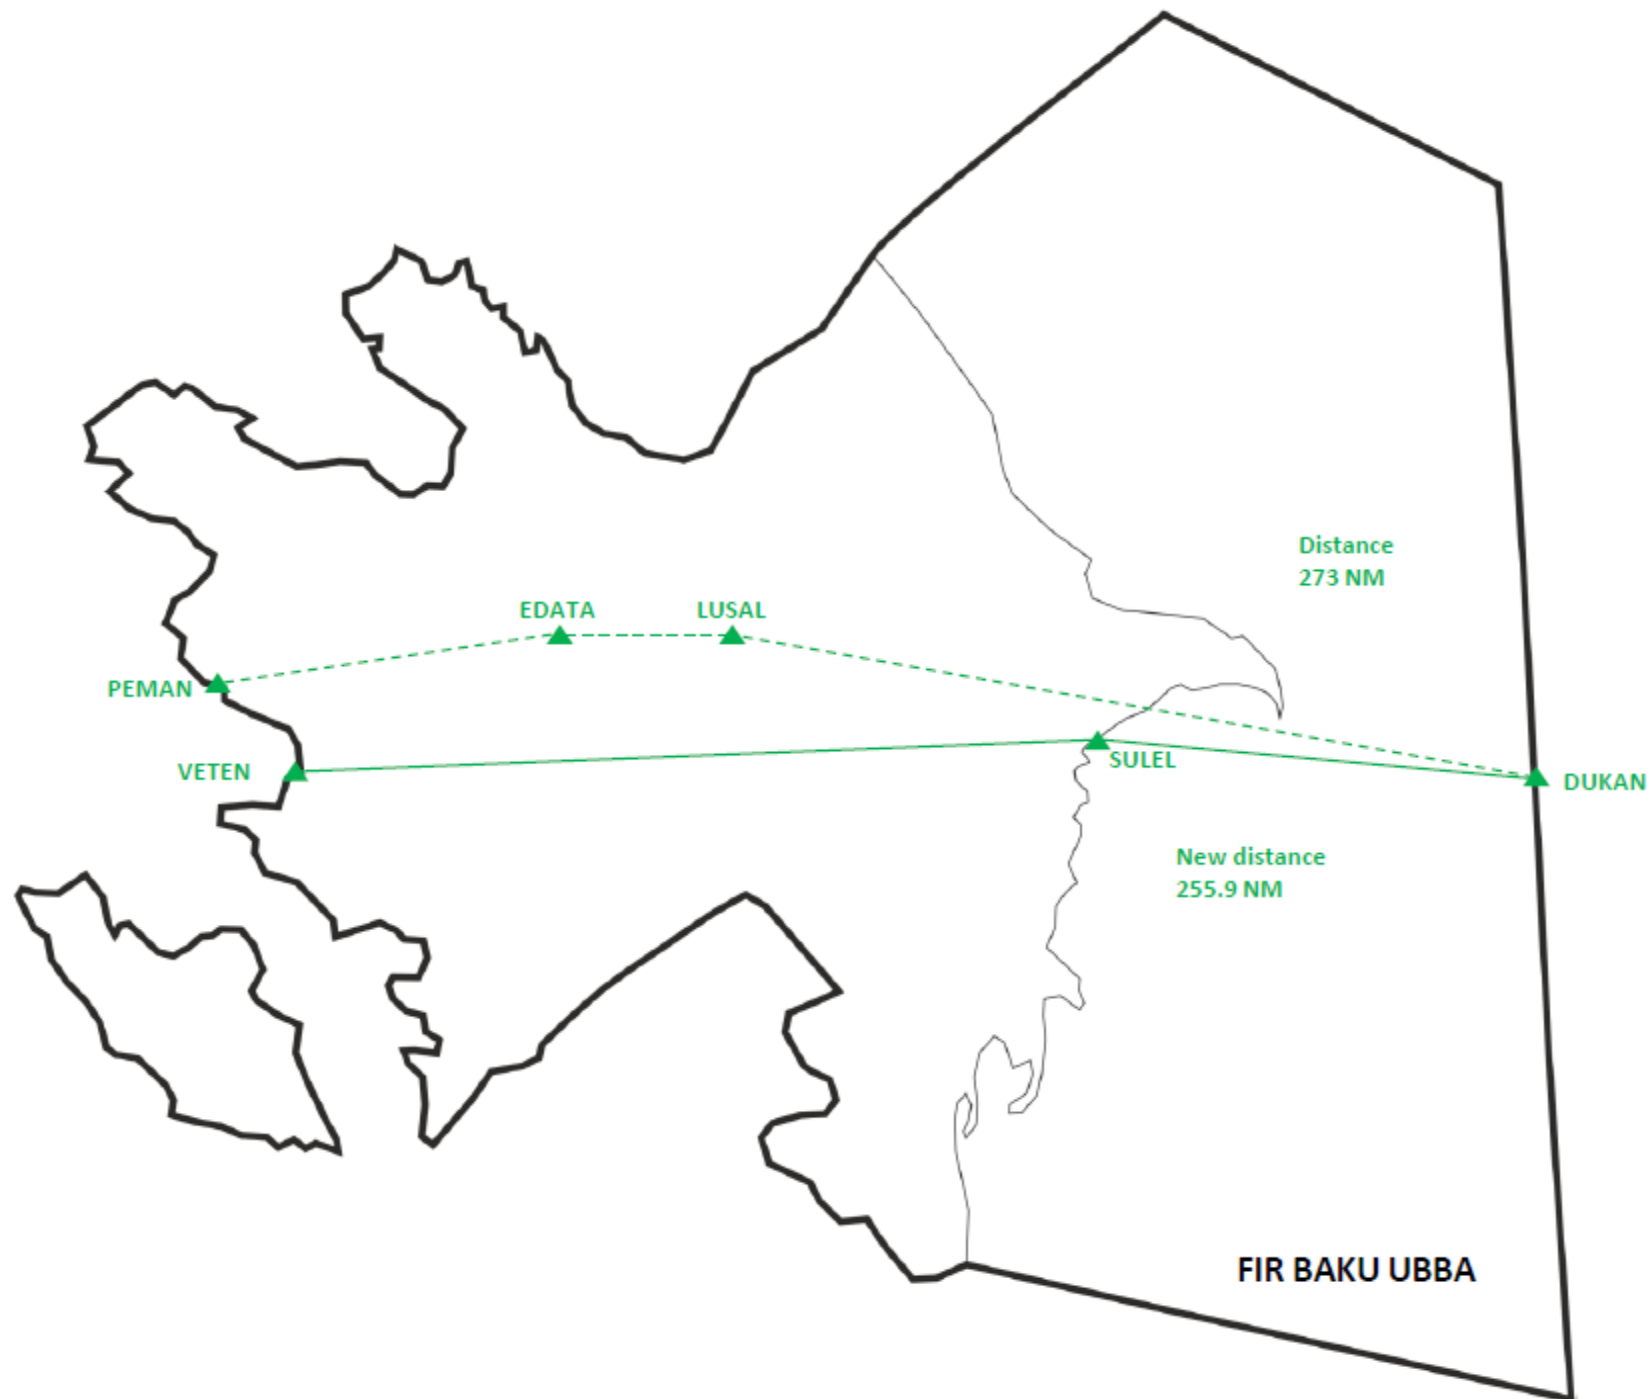 Distance
273 NM
EDATA
LUSAL
PEMAN
VETEN
SULEL
DUKAN
New distance
255.9 NM
FIR BAKU UBBA